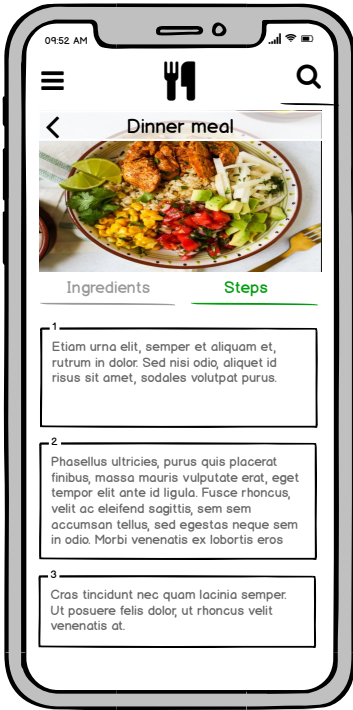 09:52 AM
Dinner meal
Ingredients
Steps
1
Etiam urna elit, semper et aliquam et,
rutrum in dolor. Sed nisi odio, aliquet id
risus sit amet, sodales volutpat purus.
2
Phasellus ultricies, purus quis placerat
finibus, massa mauris vulputate erat, eget
tempor elit ante id ligula. Fusce rhoncus,
velit ac eleifend sagittis, sem sem
accumsan tellus, sed egestas neque sem
in odio. Morbi venenatis ex lobortis eros
3
Cras tincidunt nec quam lacinia semper.
Ut posuere felis dolor, ut rhoncus velit
venenatis at.